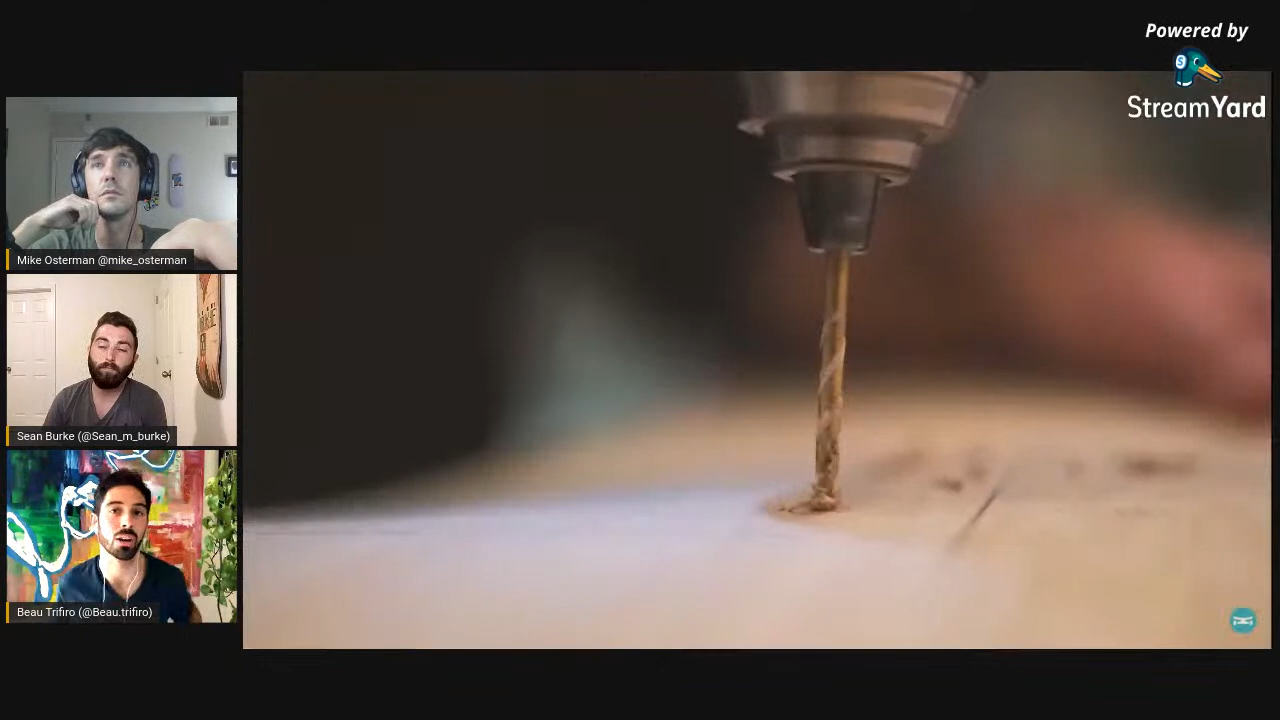 Powered by
StreamYard
Mike Osterman @mike_osterman
Sean Burke (@Sean_m_burke)
Beau Trifiro (@Beau.trifiro)